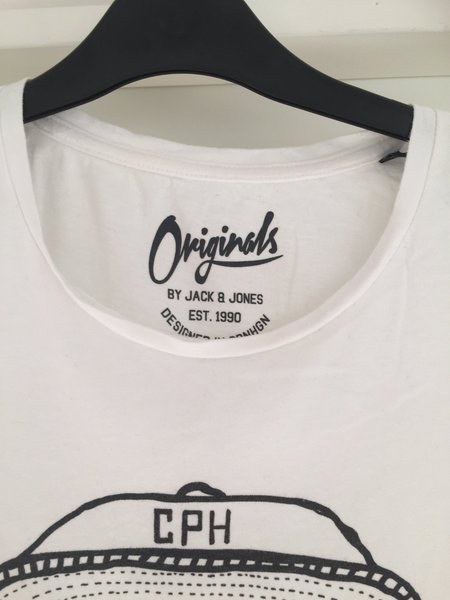 Originals
BY JACK & JONES
EST. 1990
DESIGNED IN
CPH